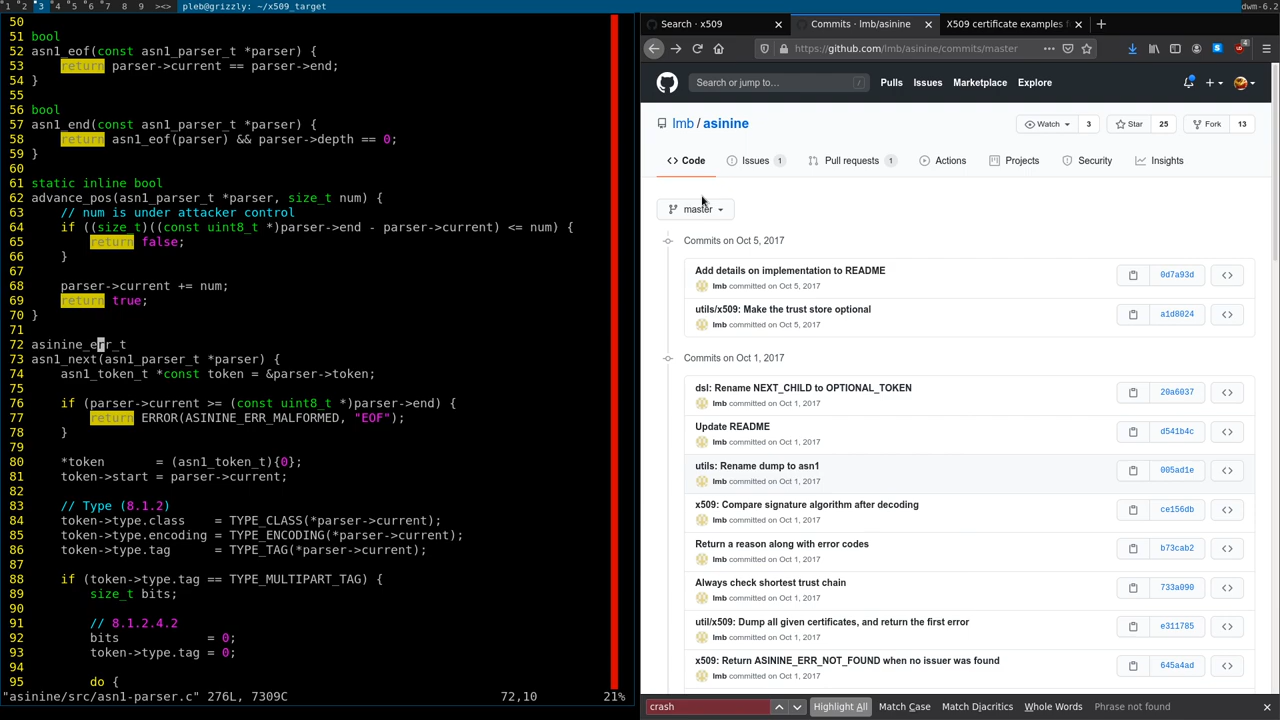 1 2 3 4 5 6 7 8 9 ><> pleb@grizzly: ~/x509_target dwm-6.2
50
51 bool
52 asn1_eof(const asn1_parser_t *parser) {
53     return parser->current == parser->end;
54 }
55
56 bool
57 asn1_end(const asn1_parser_t *parser) {
58     return asn1_eof(parser) && parser->depth == 0;
59 }
60
61 static inline bool
62 advance_pos(asn1_parser_t *parser, size_t num) {
63     // num is under attacker control
64     if ((size_t)((const uint8_t *)parser->end - parser->current) <= num) {
65         return false;
66     }
67
68     parser->current += num;
69     return true;
70 }
71
72 asinine_err_t
73 asn1_next(asn1_parser_t *parser) {
74     asn1_token_t *const token = &parser->token;
75
76     if (parser->current >= (const uint8_t *)parser->end) {
77         return ERROR(ASININE_ERR_MALFORMED, "EOF");
78     }
79
80     *token       = (asn1_token_t){0};
81     token->start = parser->current;
82
83     // Type (8.1.2)
84     token->type.class    = TYPE_CLASS(*parser->current);
85     token->type.encoding = TYPE_ENCODING(*parser->current);
86     token->type.tag      = TYPE_TAG(*parser->current);
87
88     if (token->type.tag == TYPE_MULTIPART_TAG) {
89         size_t bits;
90
91         // 8.1.2.4.2
92         bits            = 0;
93         token->type.tag = 0;
94
95         do {
"asinine/src/asn1-parser.c" 276L, 7309C 72,10 21%
Search · x509 Commits · lmb/asinine X509 certificate examples f
https://github.com/lmb/asinine/commits/master 4
Search or jump to... / Pulls Issues Marketplace Explore
lmb / asinine Watch 3 Star 25 Fork 13
Code Issues 1 Pull requests 1 Actions Projects Security Insights
master
Commits on Oct 5, 2017
Add details on implementation to README
lmb committed on Oct 5, 2017 0d7a93d
utils/x509: Make the trust store optional
lmb committed on Oct 5, 2017 a1d8024
Commits on Oct 1, 2017
dsl: Rename NEXT_CHILD to OPTIONAL_TOKEN
lmb committed on Oct 1, 2017 20a6037
Update README
lmb committed on Oct 1, 2017 d541b4c
utils: Rename dump to asn1
lmb committed on Oct 1, 2017 005ad1e
x509: Compare signature algorithm after decoding
lmb committed on Oct 1, 2017 ce156db
Return a reason along with error codes
lmb committed on Oct 1, 2017 b73cab2
Always check shortest trust chain
lmb committed on Oct 1, 2017 733a090
util/x509: Dump all given certificates, and return the first error
lmb committed on Oct 1, 2017 e311785
x509: Return ASININE_ERR_NOT_FOUND when no issuer was found
lmb committed on Oct 1, 2017 645a4ad
crash Highlight All Match Case Match Diacritics Whole Words Phrase not found